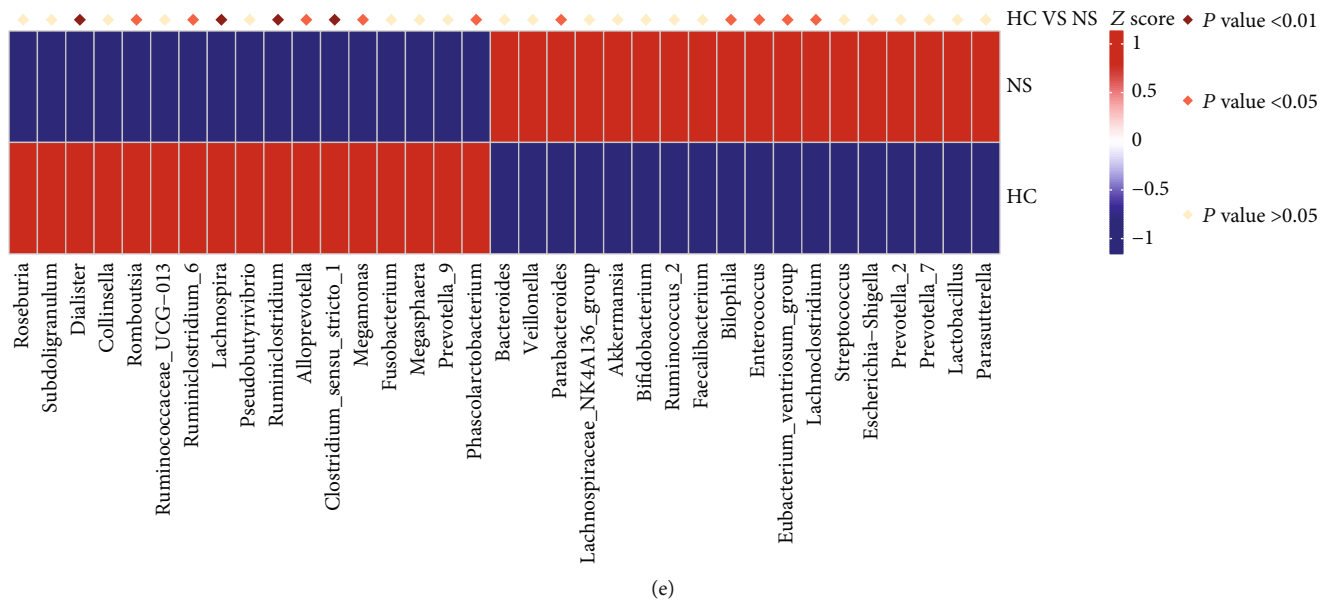 HC VS NS
Z score
1
0.5
0
−0.5
−1
P value <0.01
P value <0.05
P value >0.05
NS
HC
Roseburia
Subdoligranulum
Dialister
Collinsella
Romboutsia
Ruminococcaceae_UCG−013
Ruminiclostridium_6
Lachnospira
Pseudobutyrivibrio
Ruminiclostridium
Alloprevotella
Clostridium_sensu_stricto_1
Megamonas
Fusobacterium
Megasphaera
Prevotella_9
Phascolarctobacterium
Bacteroides
Veillonella
Parabacteroides
Lachnospiraceae_NK4A136_group
Akkermansia
Bifidobacterium
Ruminococcus_2
Faecalibacterium
Bilophila
Enterococcus
Eubacterium_ventriosum_group
Lachnoclostridium
Streptococcus
Escherichia−Shigella
Prevotella_2
Prevotella_7
Lactobacillus
Parasutterella
(e)